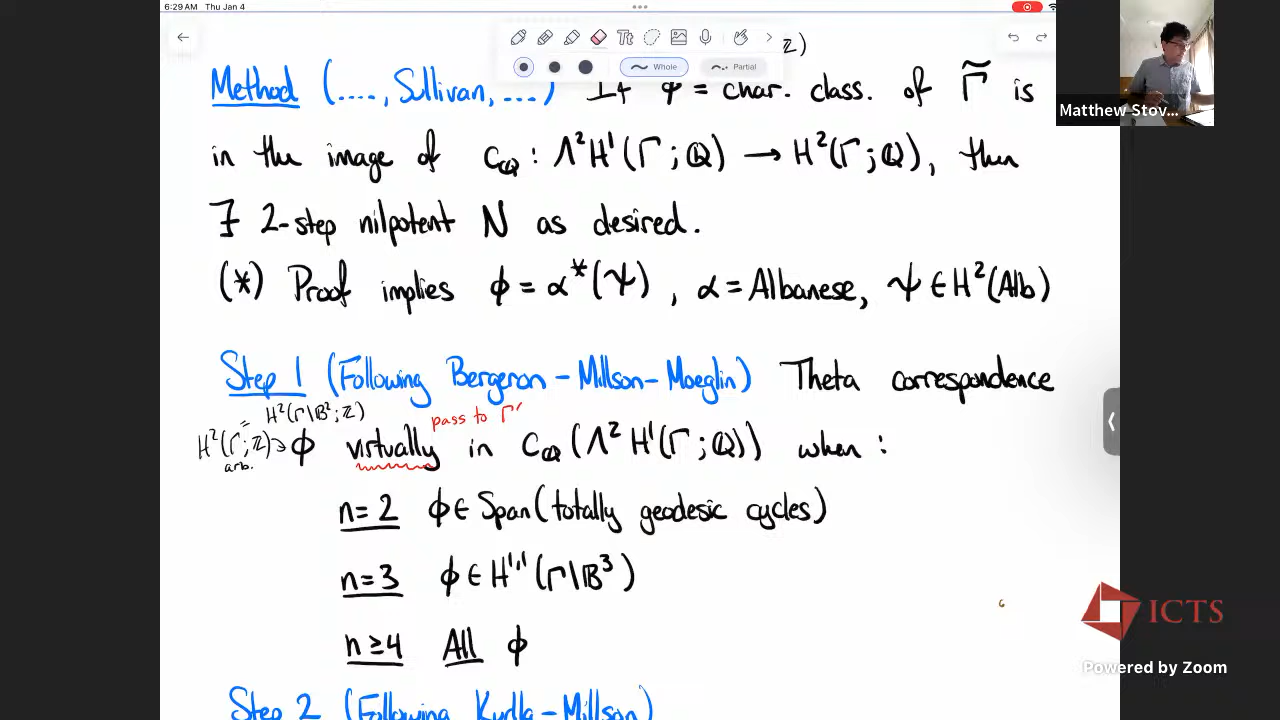 6:29 AM Thu Jan 4
Tt
Whole Partial
Z)
Method (...., Sullivan, ...) If φ = char. class. of Γ̃ is
in the image of c_ℚ : Λ²H¹(Γ;ℚ) → H²(Γ;ℚ), then
∃ 2-step nilpotent N as desired.
(*) Proof implies φ = α*(ψ), α = Albanese, ψ ∈ H²(Alb)
Step 1 (Following Bergeron-Millson-Moeglin) Theta correspondence
= H²(Γ\B²;ℤ)
pass to Γ'
H²(Γ;ℤ) ∋ φ virtually in c_ℚ(Λ²H¹(Γ;ℚ)) when :
arb.
n=2 φ ∈ Span(totally geodesic cycles)
n=3 φ ∈ H^{1,1}(Γ\B³)
n≥4 All φ
Step 2 (Following Kudla-Millson)
Matthew Stov...
ICTS
Powered by Zoom